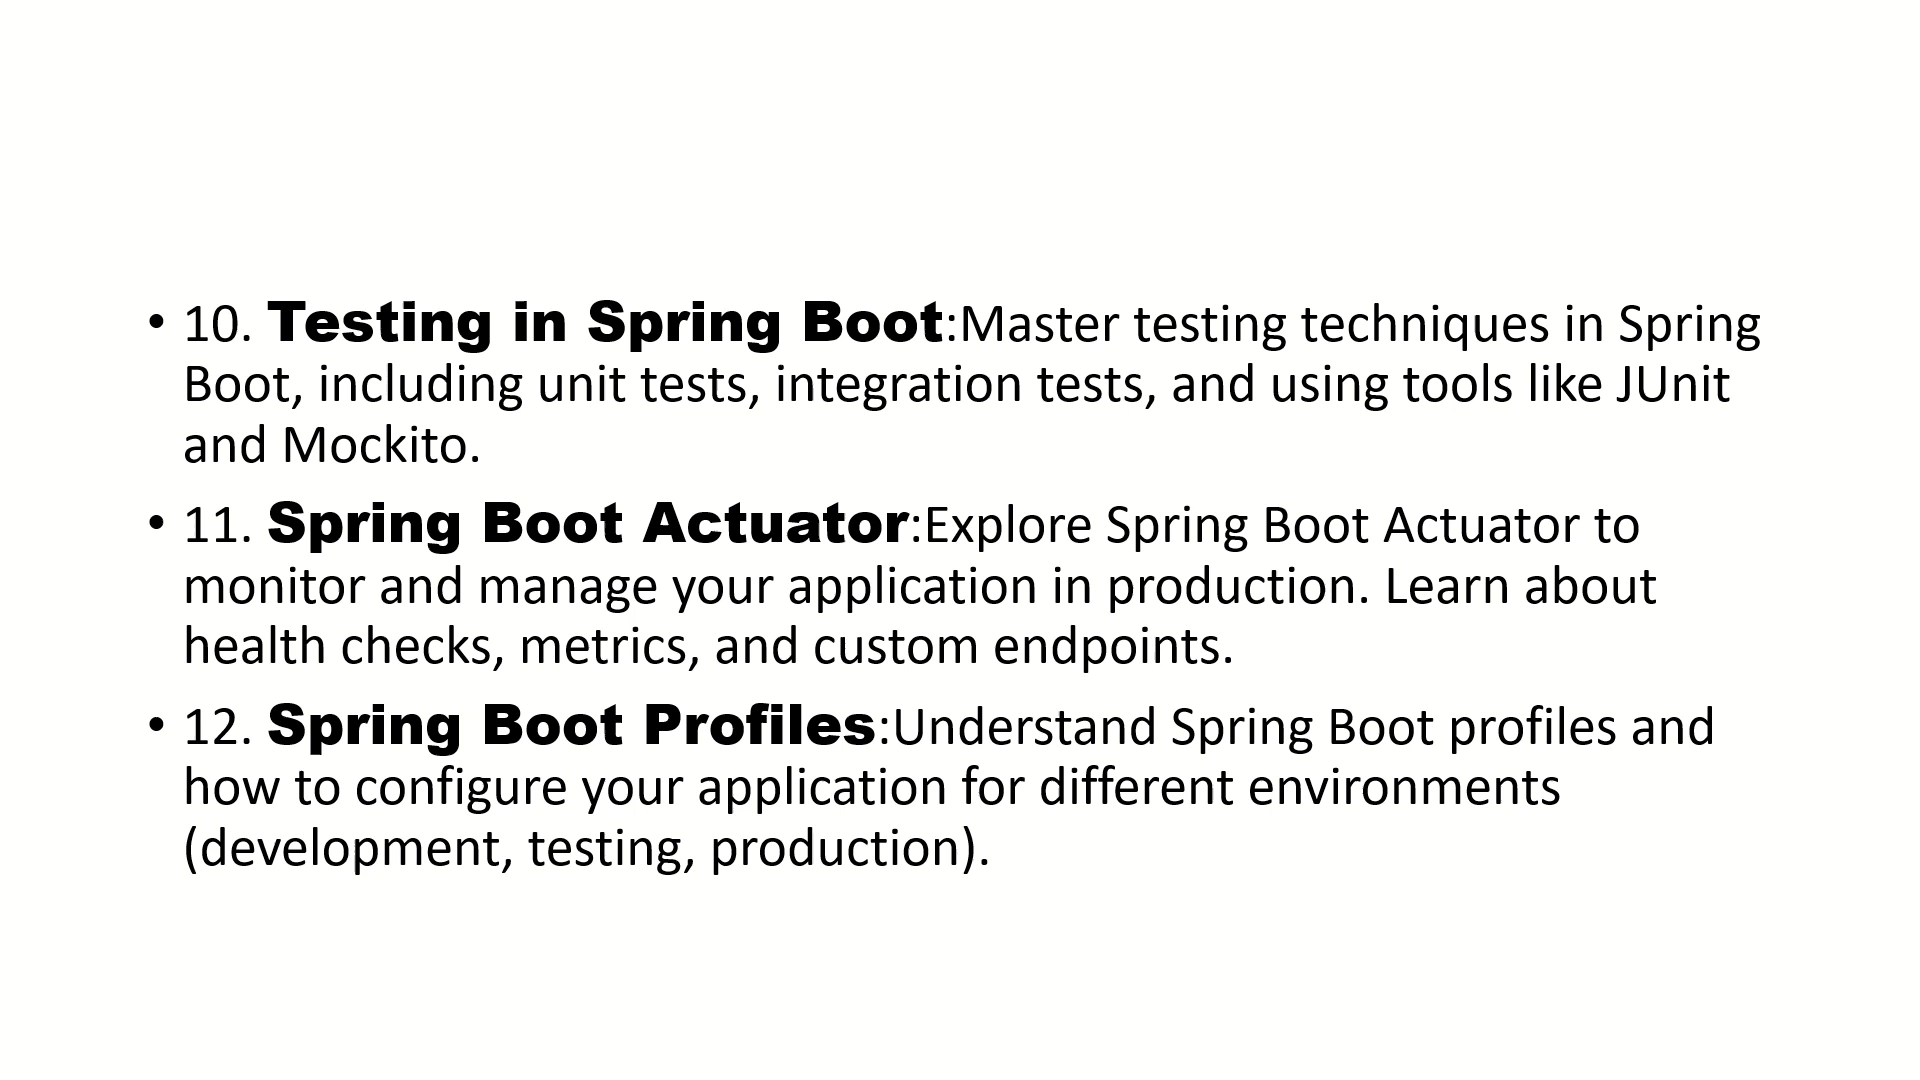 • 10. Testing in Spring Boot:Master testing techniques in Spring
Boot, including unit tests, integration tests, and using tools like JUnit
and Mockito.
• 11. Spring Boot Actuator:Explore Spring Boot Actuator to
monitor and manage your application in production. Learn about
health checks, metrics, and custom endpoints.
• 12. Spring Boot Profiles:Understand Spring Boot profiles and
how to configure your application for different environments
(development, testing, production).